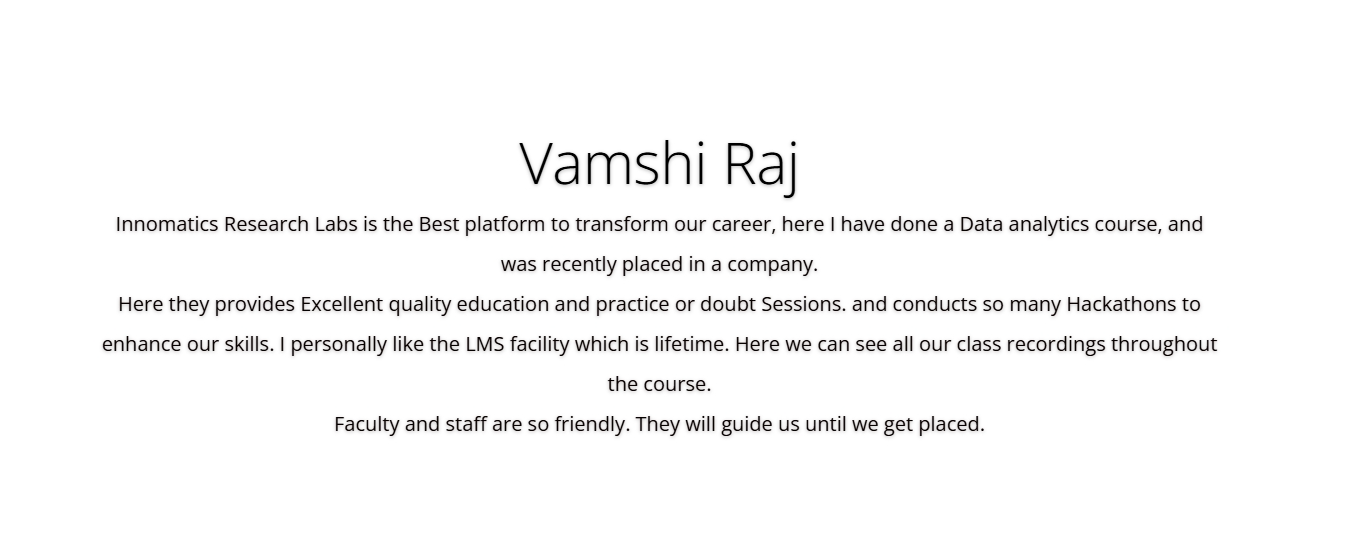 Vamshi Raj
Innomatics Research Labs is the Best platform to transform our career, here I have done a Data analytics course, and
was recently placed in a company.
Here they provides Excellent quality education and practice or doubt Sessions. and conducts so many Hackathons to
enhance our skills. I personally like the LMS facility which is lifetime. Here we can see all our class recordings throughout
the course.
Faculty and staff are so friendly. They will guide us until we get placed.